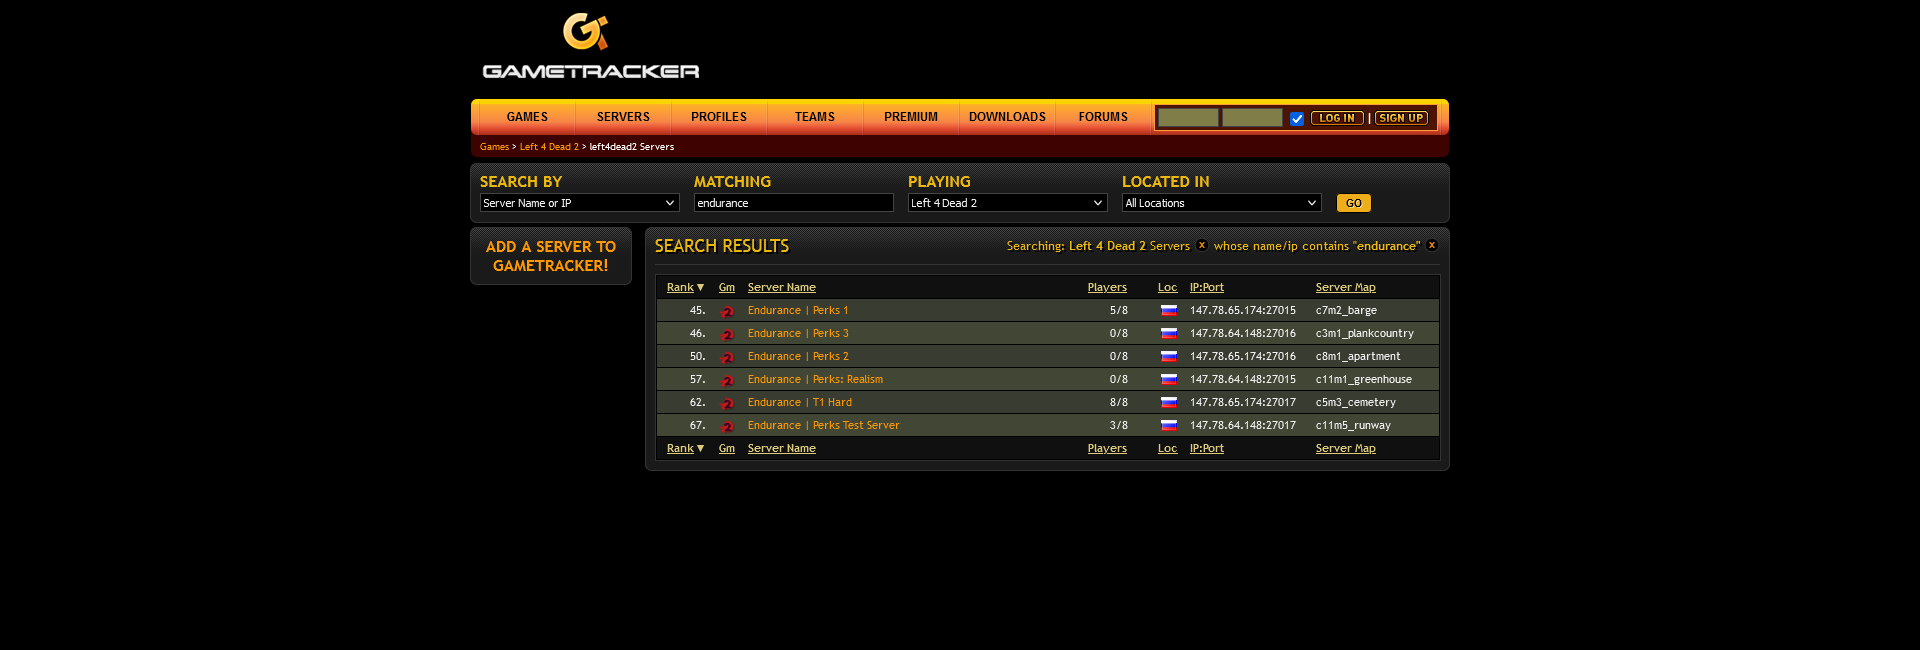 GAMETRACKER
GAMES SERVERS PROFILES TEAMS PREMIUM DOWNLOADS FORUMS LOG IN | SIGN UP
Games > Left 4 Dead 2 > left4dead2 Servers
SEARCH BY MATCHING PLAYING LOCATED IN
Server Name or IP endurance Left 4 Dead 2 All Locations GO
ADD A SERVER TO
GAMETRACKER!
SEARCH RESULTS Searching: Left 4 Dead 2 Servers x whose name/ip contains "endurance" x
Rank▼ Gm Server Name Players Loc IP:Port Server Map
45. 2 Endurance | Perks 1 5/8 147.78.65.174:27015 c7m2_barge
46. 2 Endurance | Perks 3 0/8 147.78.64.148:27016 c3m1_plankcountry
50. 2 Endurance | Perks 2 0/8 147.78.65.174:27016 c8m1_apartment
57. 2 Endurance | Perks: Realism 0/8 147.78.64.148:27015 c11m1_greenhouse
62. 2 Endurance | T1 Hard 8/8 147.78.65.174:27017 c5m3_cemetery
67. 2 Endurance | Perks Test Server 3/8 147.78.64.148:27017 c11m5_runway
Rank▼ Gm Server Name Players Loc IP:Port Server Map